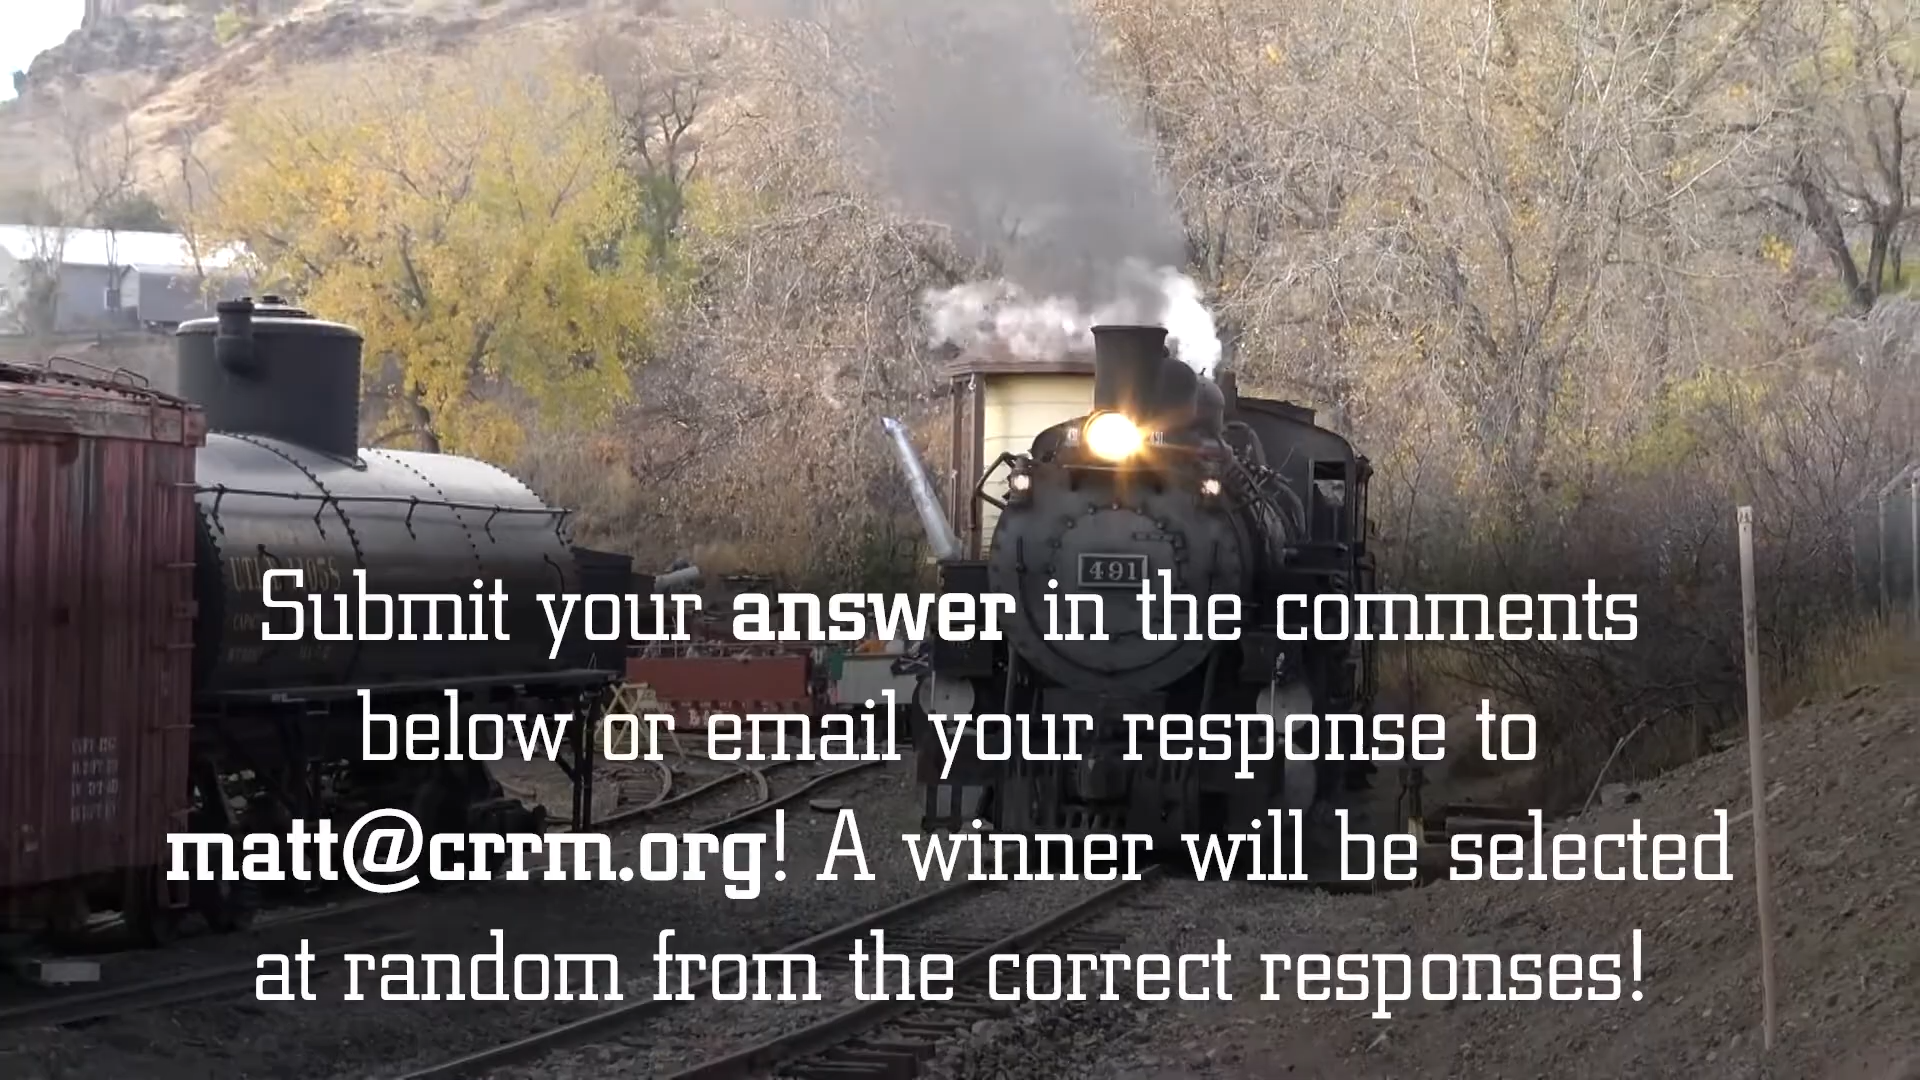 491
Submit your answer in the comments
below or email your response to
matt@crrm.org! A winner will be selected
at random from the correct responses!